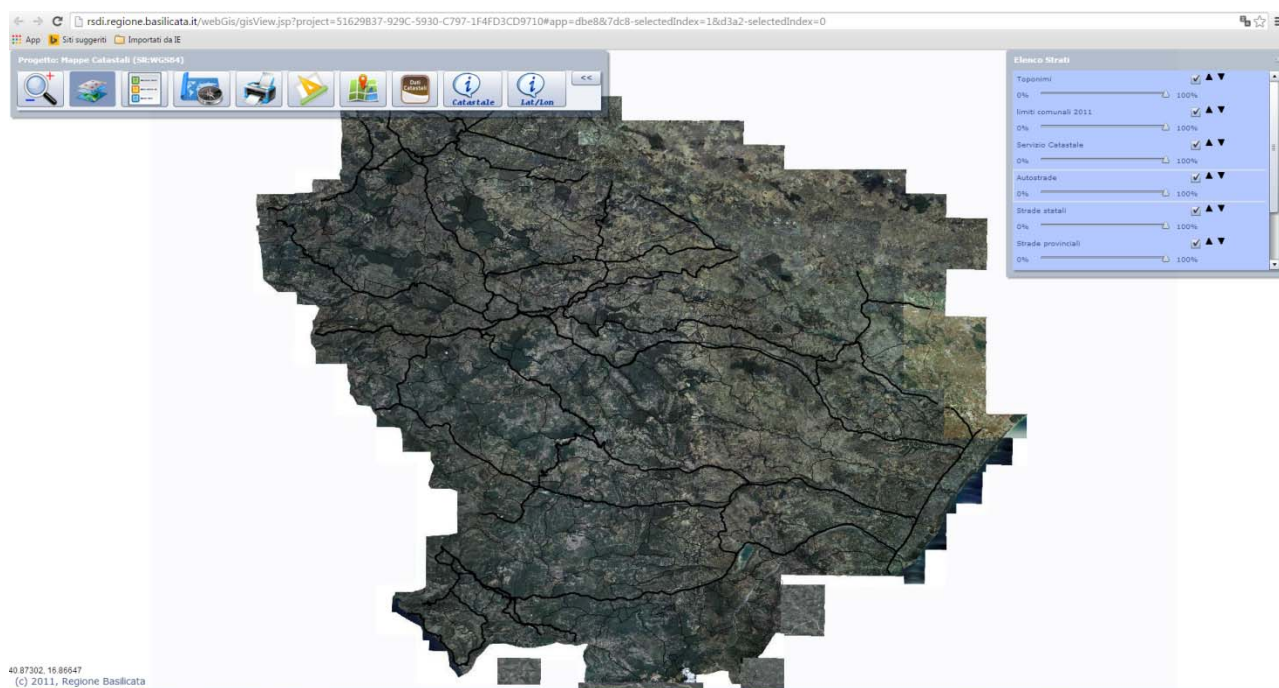 rsdi.regione.basilicata.it/webGis/gisView.jsp?project=51629B37-929C-5930-C797-1F4FD3CD9710#app=dbe8&7dc8-selectedIndex=1&d3a2-selectedIndex=0
App Siti suggeriti Importati da IE
Progetto: Mappe Catastali (SR:WGS84)
Dati Catastali
Catastale
Lat/Lon
<<
Elenco Strati
Toponimi
0% 100%
limiti comunali 2011
0% 100%
Servizio Catastale
0% 100%
Autostrade
0% 100%
Strade statali
0% 100%
Strade provinciali
0% 100%
40.87302, 16.86647
(c) 2011, Regione Basilicata